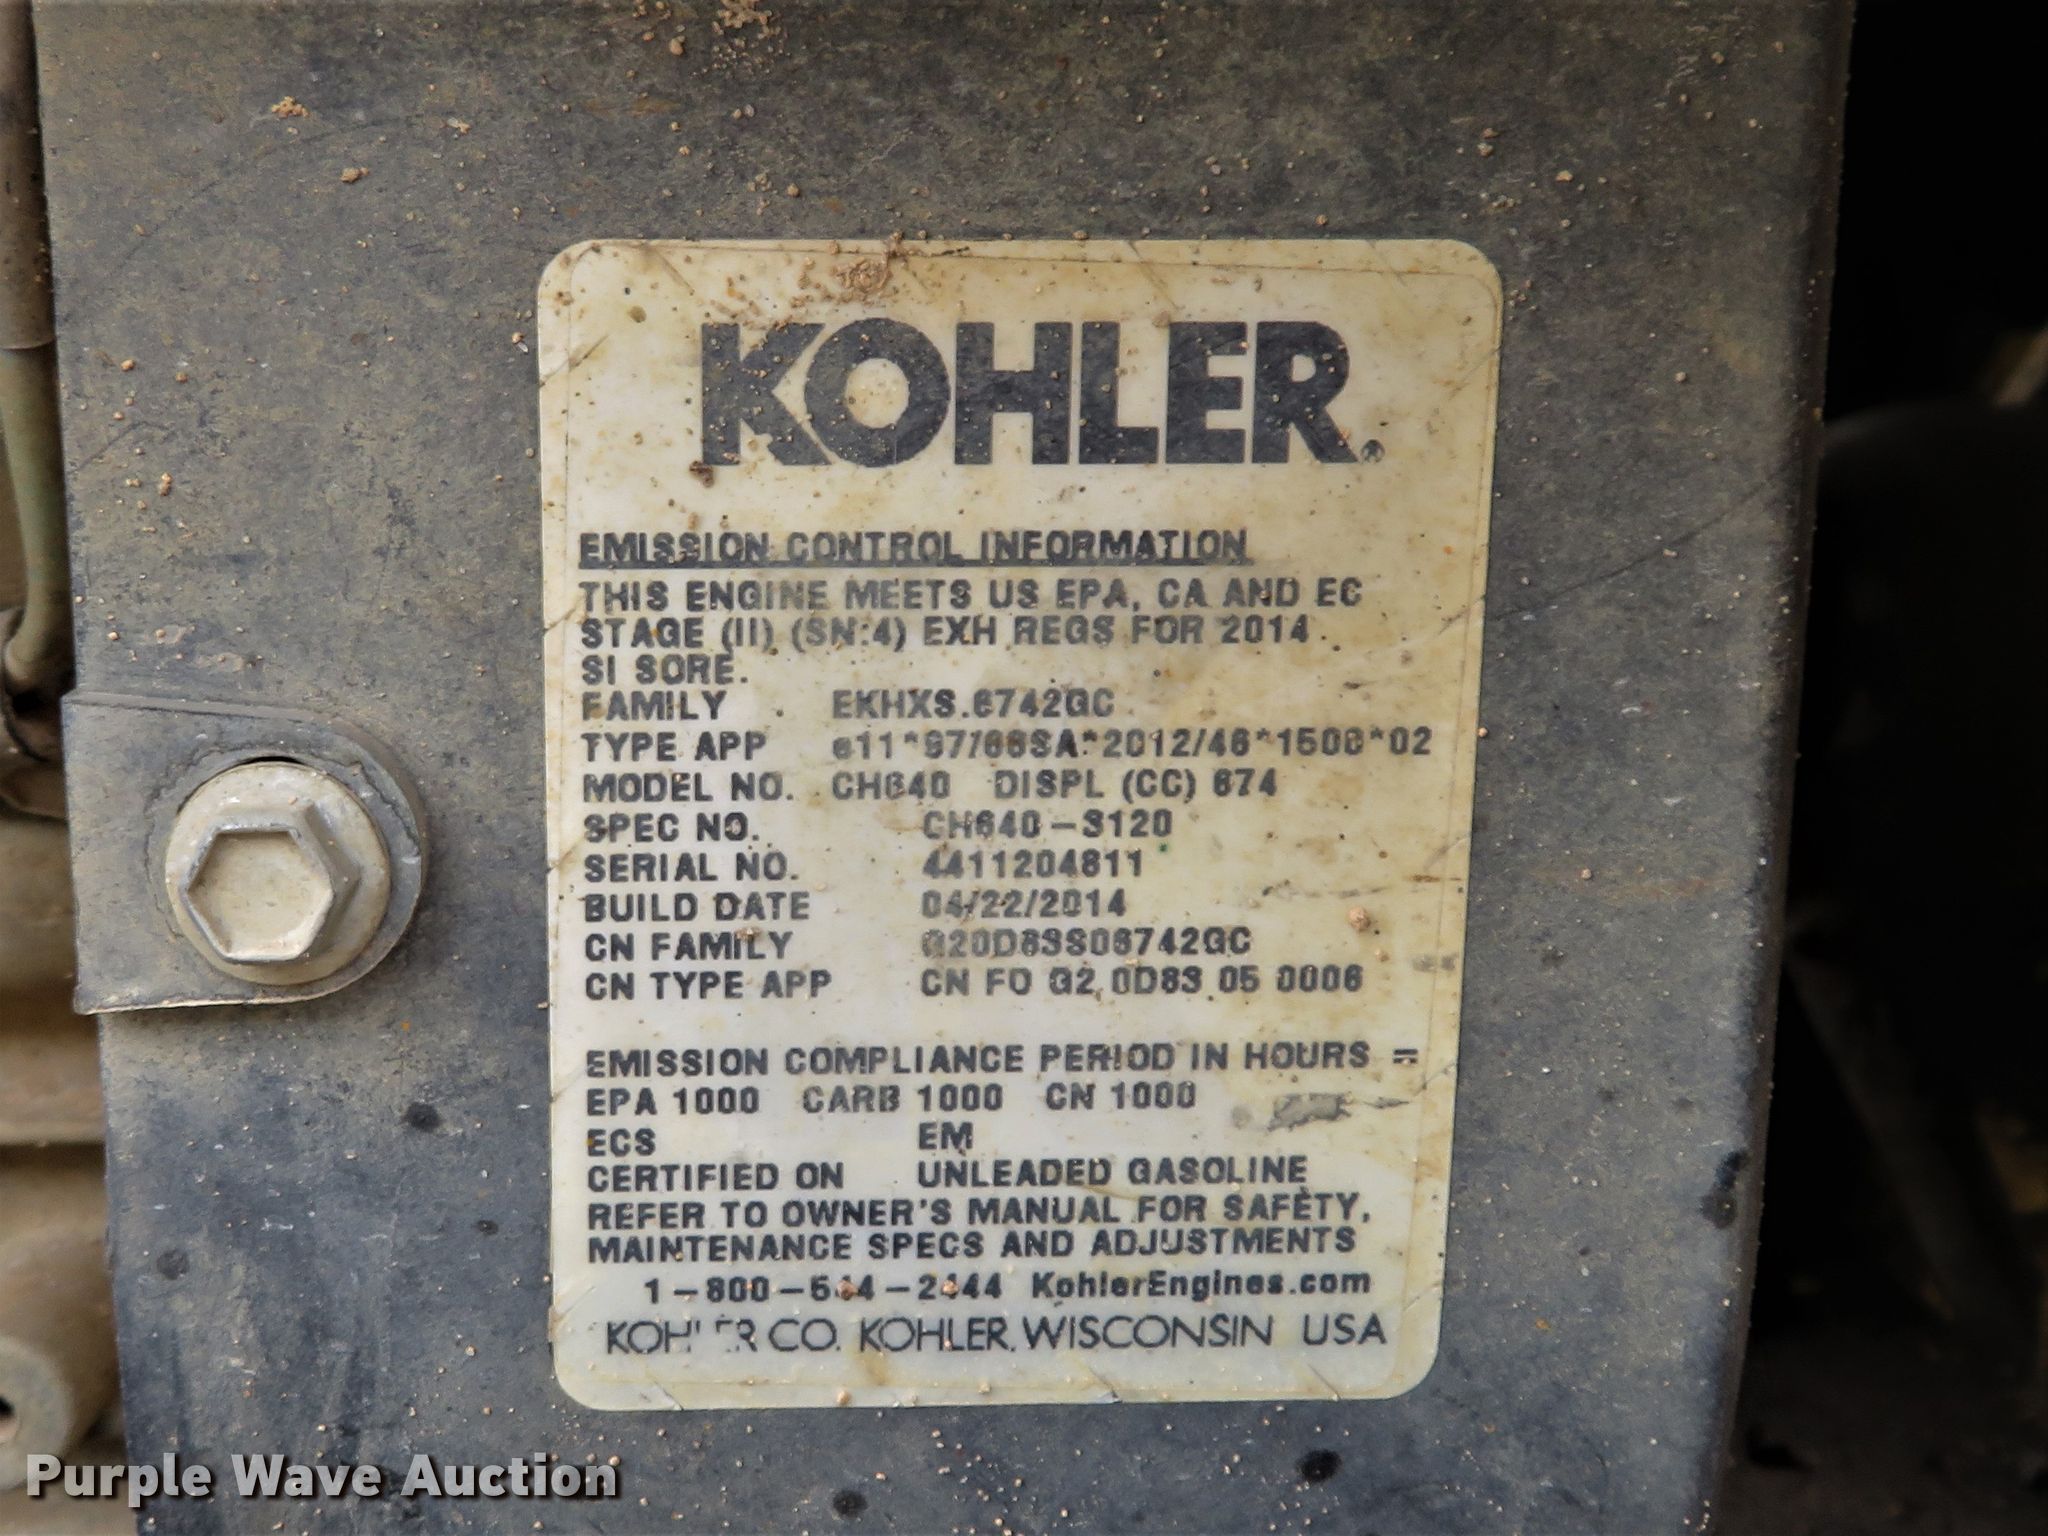 KOHLER
EMISSION CONTROL INFORMATION
THIS ENGINE MEETS US EPA, CA AND EC
STAGE (II) (SN:4) EXH REGS FOR 2014
SI SORE.
FAMILY EKHXS.6742GC
TYPE APP e11*97/68SA*2012/46*1506*02
MODEL NO. CH640 DISPL (CC) 674
SPEC NO. CH640-3120
SERIAL NO. 4411204811
BUILD DATE 04/22/2014
CN FAMILY G20D83S06742GC
CN TYPE APP CN FO G2 0D83 05 0006
EMISSION COMPLIANCE PERIOD IN HOURS =
EPA 1000 CARB 1000 CN 1000
ECS EM
CERTIFIED ON UNLEADED GASOLINE
REFER TO OWNER'S MANUAL FOR SAFETY,
MAINTENANCE SPECS AND ADJUSTMENTS
1-800-544-2444 KohlerEngines.com
KOHLER CO. KOHLER, WISCONSIN USA
Purple Wave Auction